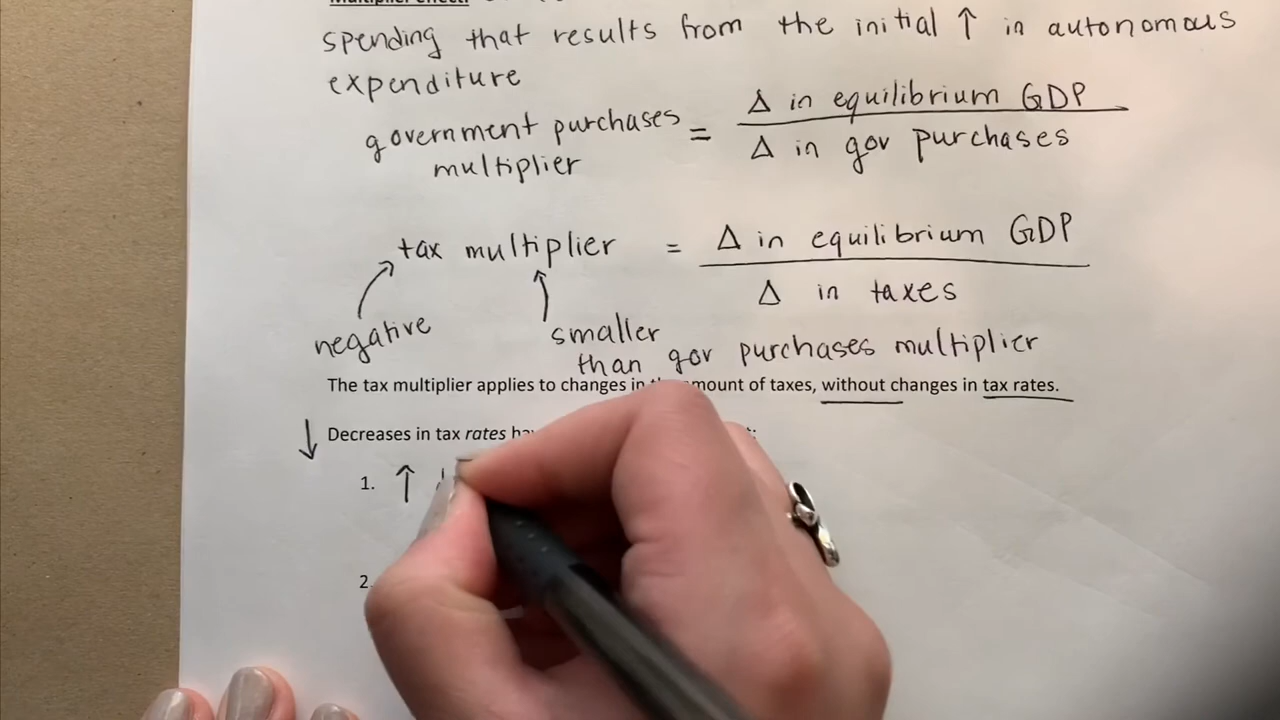 spending that results from the initial ↑ in autonomous
expenditure
government purchases multiplier = Δ in equilibrium GDP
Δ in gov purchases
tax multiplier = Δ in equilibrium GDP
Δ in taxes
negative
smaller
than gov purchases multiplier
The tax multiplier applies to changes in amount of taxes, without changes in tax rates.
↓ Decreases in tax rates
1. ↑
2.